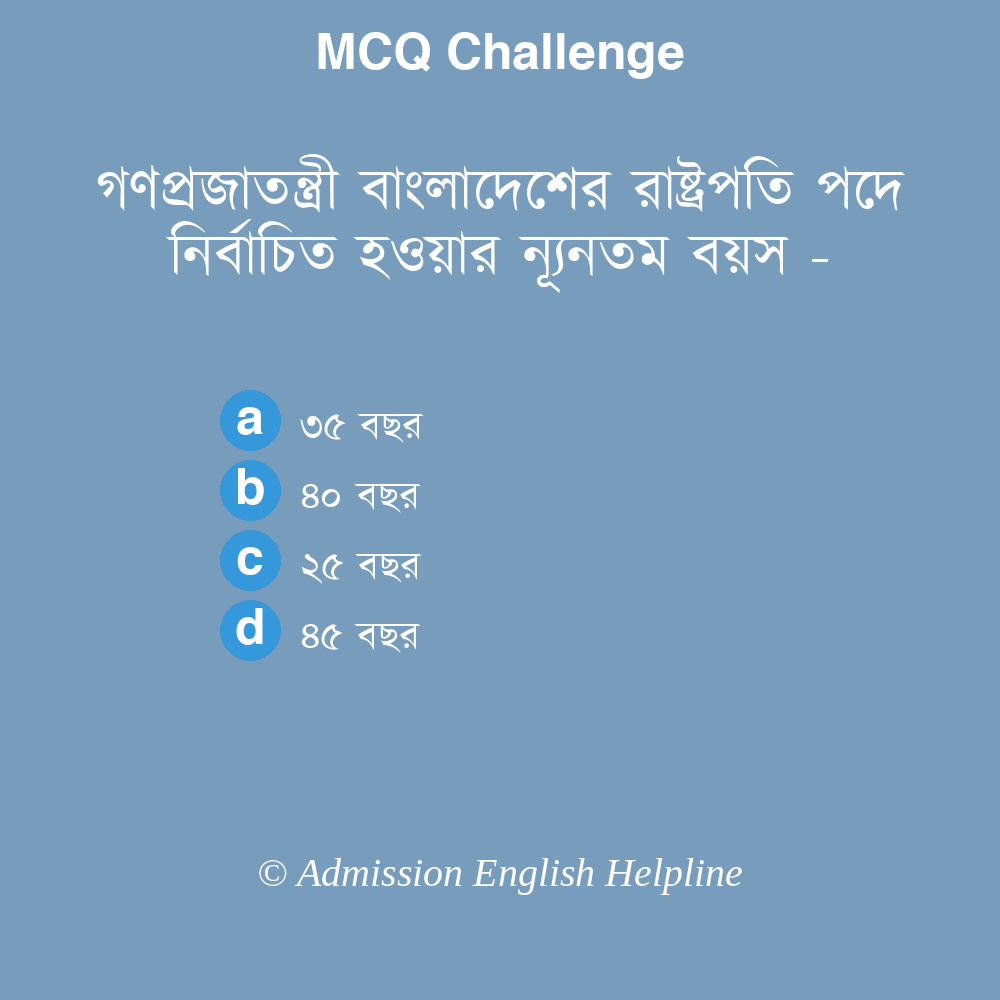 MCQ Challenge
গণপ্রজাতন্ত্রী বাংলাদেশের রাষ্ট্রপতি পদে
নির্বাচিত হওয়ার ন্যূনতম বয়স -
a ৩৫ বছর
b ৪০ বছর
c ২৫ বছর
d ৪৫ বছর
© Admission English Helpline